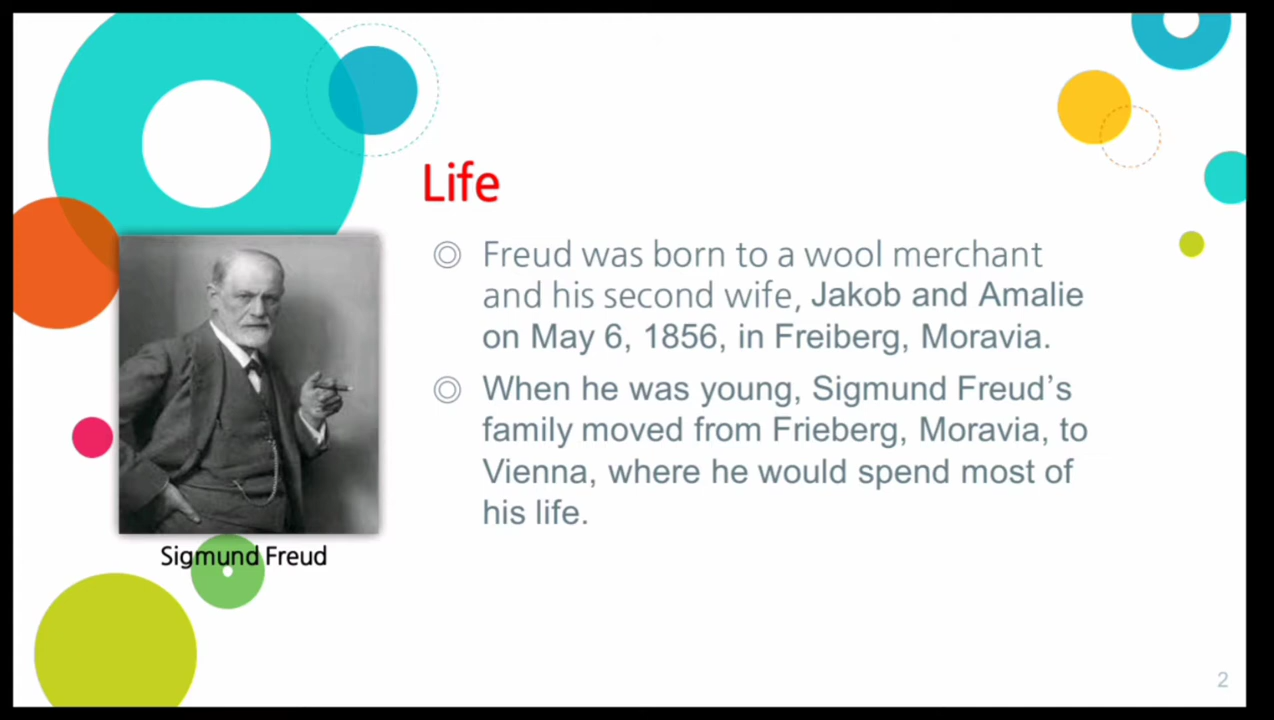 Life
◎ Freud was born to a wool merchant
and his second wife, Jakob and Amalie
on May 6, 1856, in Freiberg, Moravia.
◎ When he was young, Sigmund Freud’s
family moved from Frieberg, Moravia, to
Vienna, where he would spend most of
his life.
Sigmund Freud
2